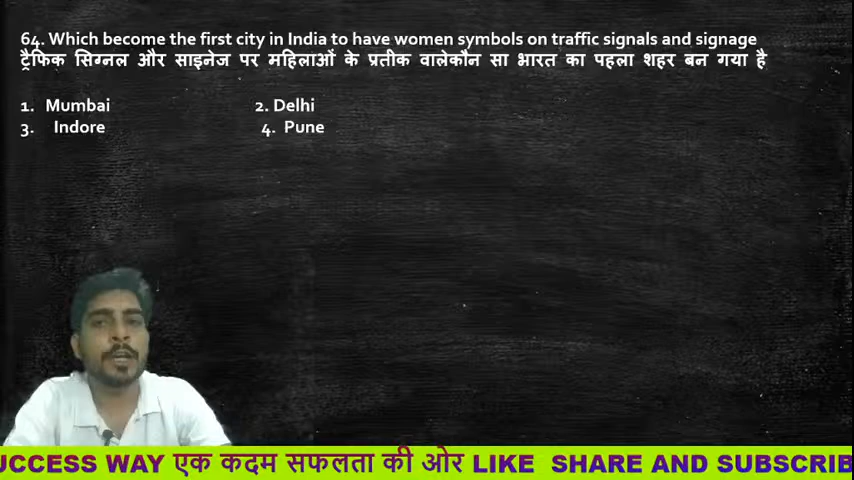 64. Which become the first city in India to have women symbols on traffic signals and signage
ट्रैफिक सिग्नल और साइनेज पर महिलाओं के प्रतीक वालेकौन सा भारत का पहला शहर बन गया है
1. Mumbai 2. Delhi
3. Indore 4. Pune
UCCESS WAY एक कदम सफलता की ओर LIKE SHARE AND SUBSCRIB